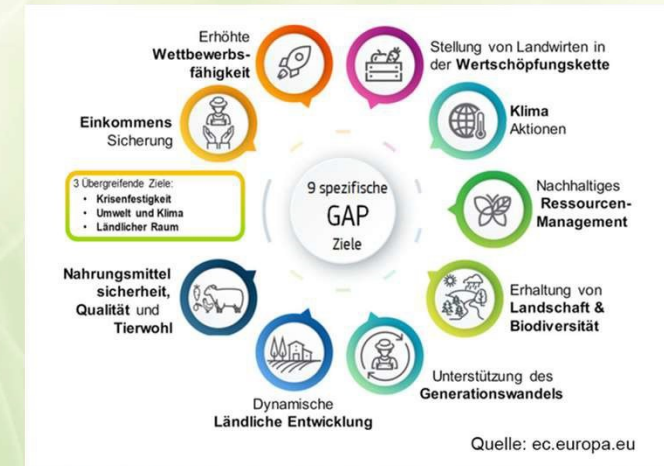 Erhöhte
Wettbewerbs-
fähigkeit
Stellung von Landwirten in
der Wertschöpfungskette
Einkommens
Sicherung
Klima
Aktionen
3 Übergreifende Ziele:
• Krisenfestigkeit
• Umwelt und Klima
• Ländlicher Raum
9 spezifische
GAP
Ziele
Nachhaltiges
Ressourcen-
Management
Nahrungsmittel
sicherheit,
Qualität und
Tierwohl
Erhaltung von
Landschaft &
Biodiversität
Dynamische
Ländliche Entwicklung
Unterstützung des
Generationswandels
Quelle: ec.europa.eu